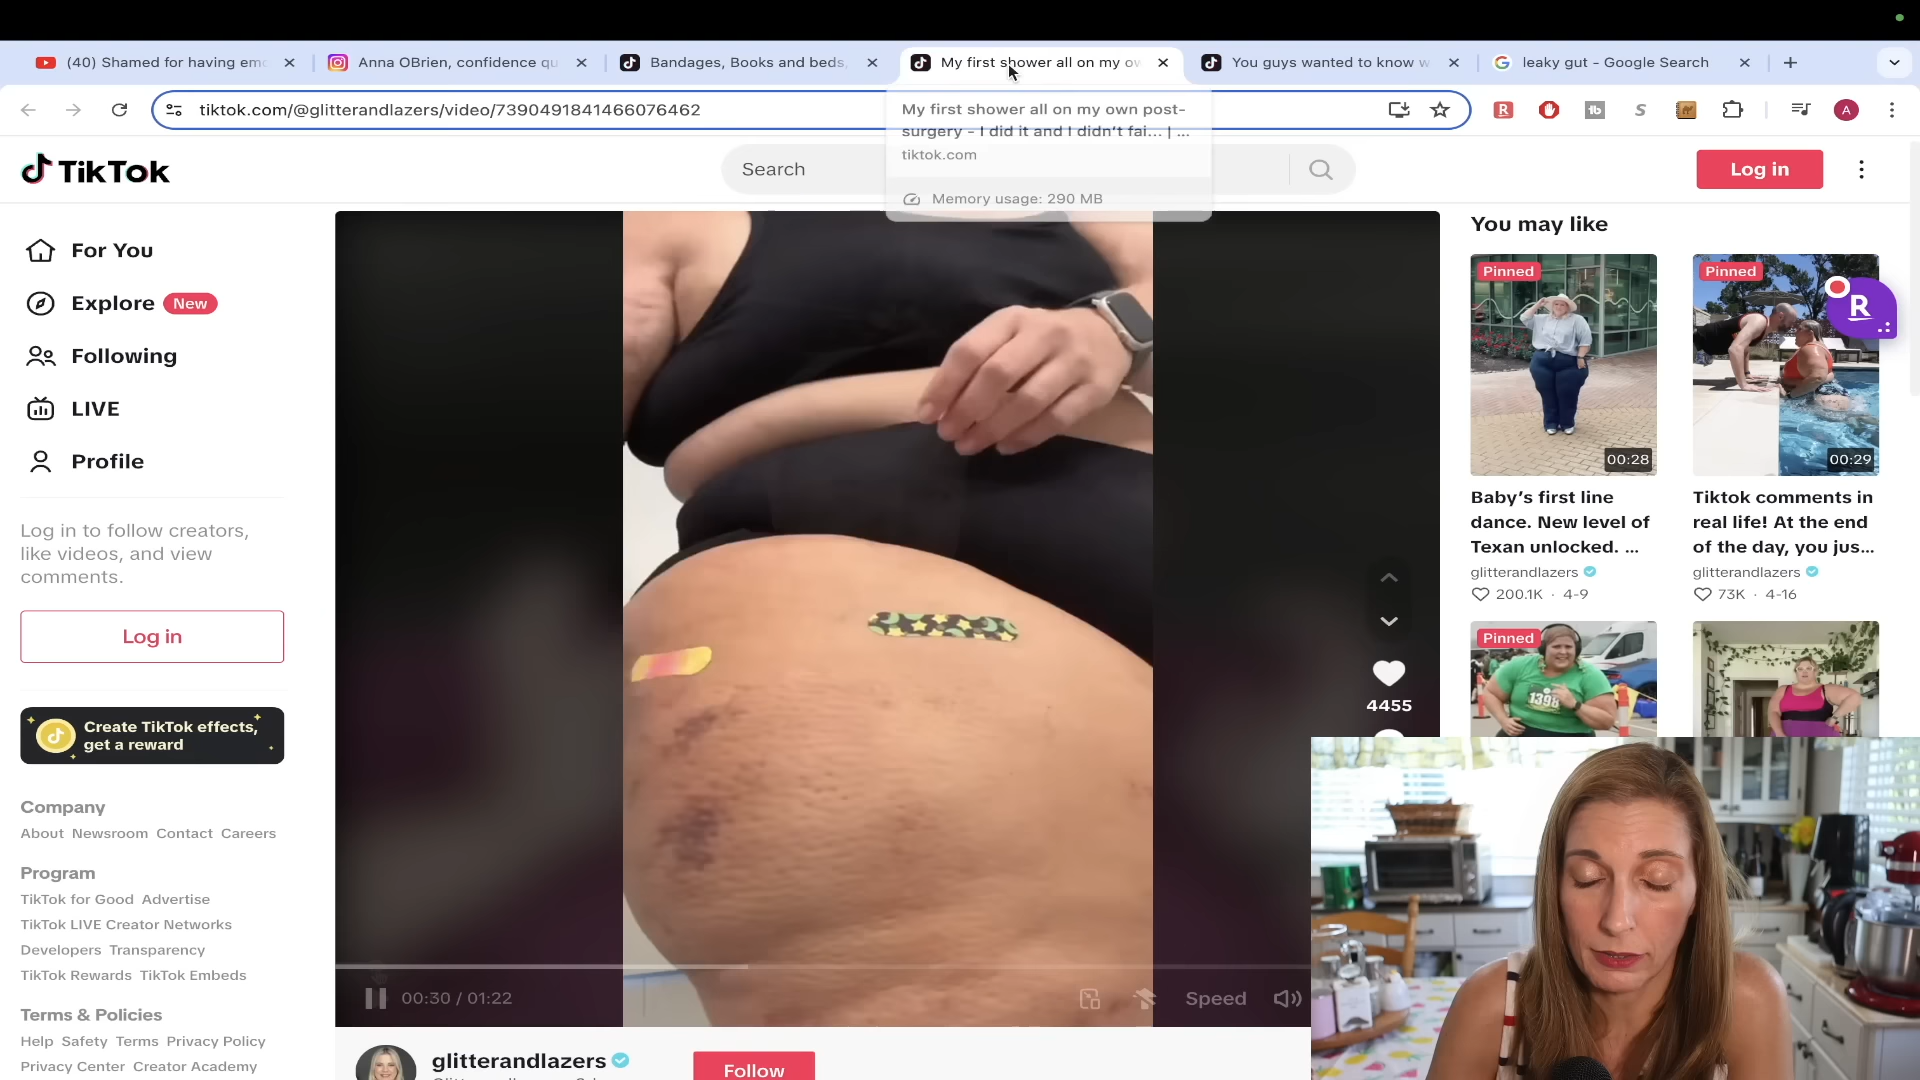 (40) Shamed for having em
Anna OBrien, confidence qu
Bandages, Books and beds,
My first shower all on my o
You guys wanted to know w
leaky gut - Google Search
tiktok.com/@glitterandlazers/video/7390491841466076462
My first shower all on my own post-
surgery - I did it and I didn't fai... | ...
tiktok.com
Memory usage: 290 MB
TikTok
Search
Log in
For You
Explore New
Following
LIVE
Profile
Log in to follow creators,
like videos, and view
comments.
Log in
Create TikTok effects,
get a reward
Company
About Newsroom Contact Careers
Program
TikTok for Good Advertise
TikTok LIVE Creator Networks
Developers Transparency
TikTok Rewards TikTok Embeds
Terms & Policies
Help Safety Terms Privacy Policy
Privacy Center Creator Academy
4455
00:30 / 01:22
Speed
glitterandlazers
Follow
You may like
Pinned
00:28
Baby's first line
dance. New level of
Texan unlocked. ...
glitterandlazers
200.1K · 4-9
Pinned
00:29
Tiktok comments in
real life! At the end
of the day, you jus...
glitterandlazers
73K · 4-16
Pinned
1398
R
A